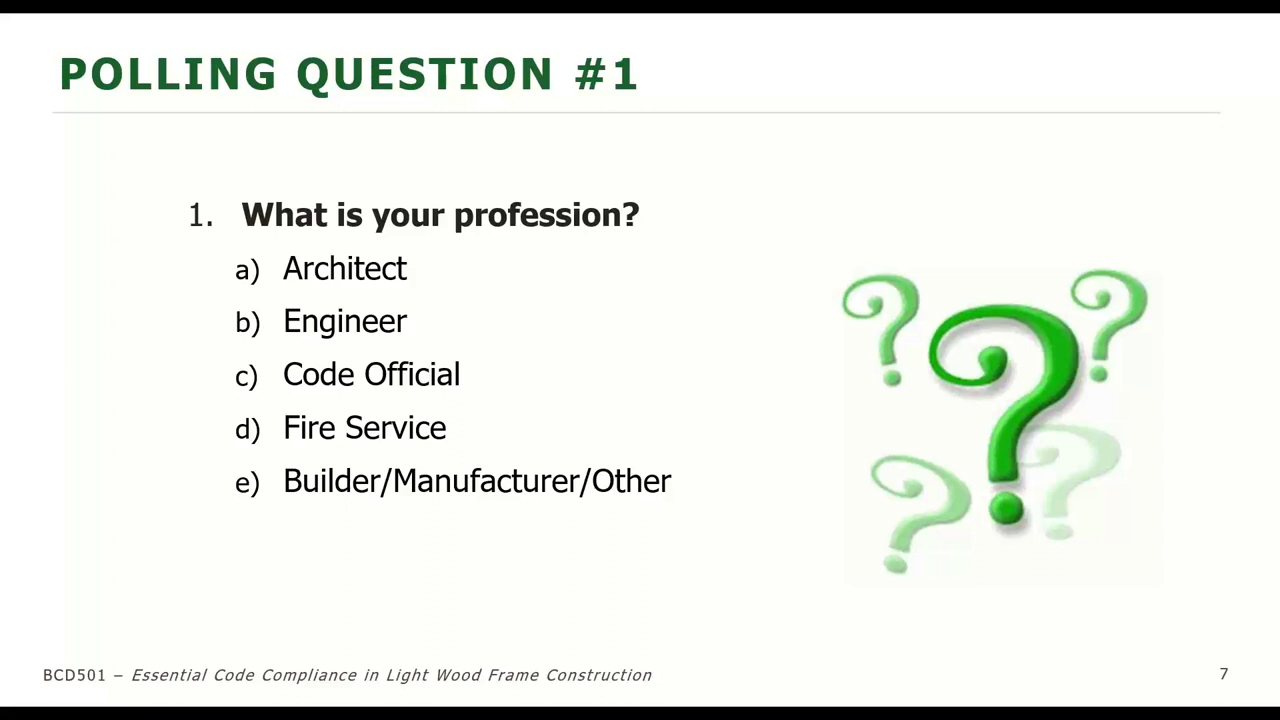 POLLING QUESTION #1
1. What is your profession?
a) Architect
b) Engineer
c) Code Official
d) Fire Service
e) Builder/Manufacturer/Other
BCD501 – Essential Code Compliance in Light Wood Frame Construction
7